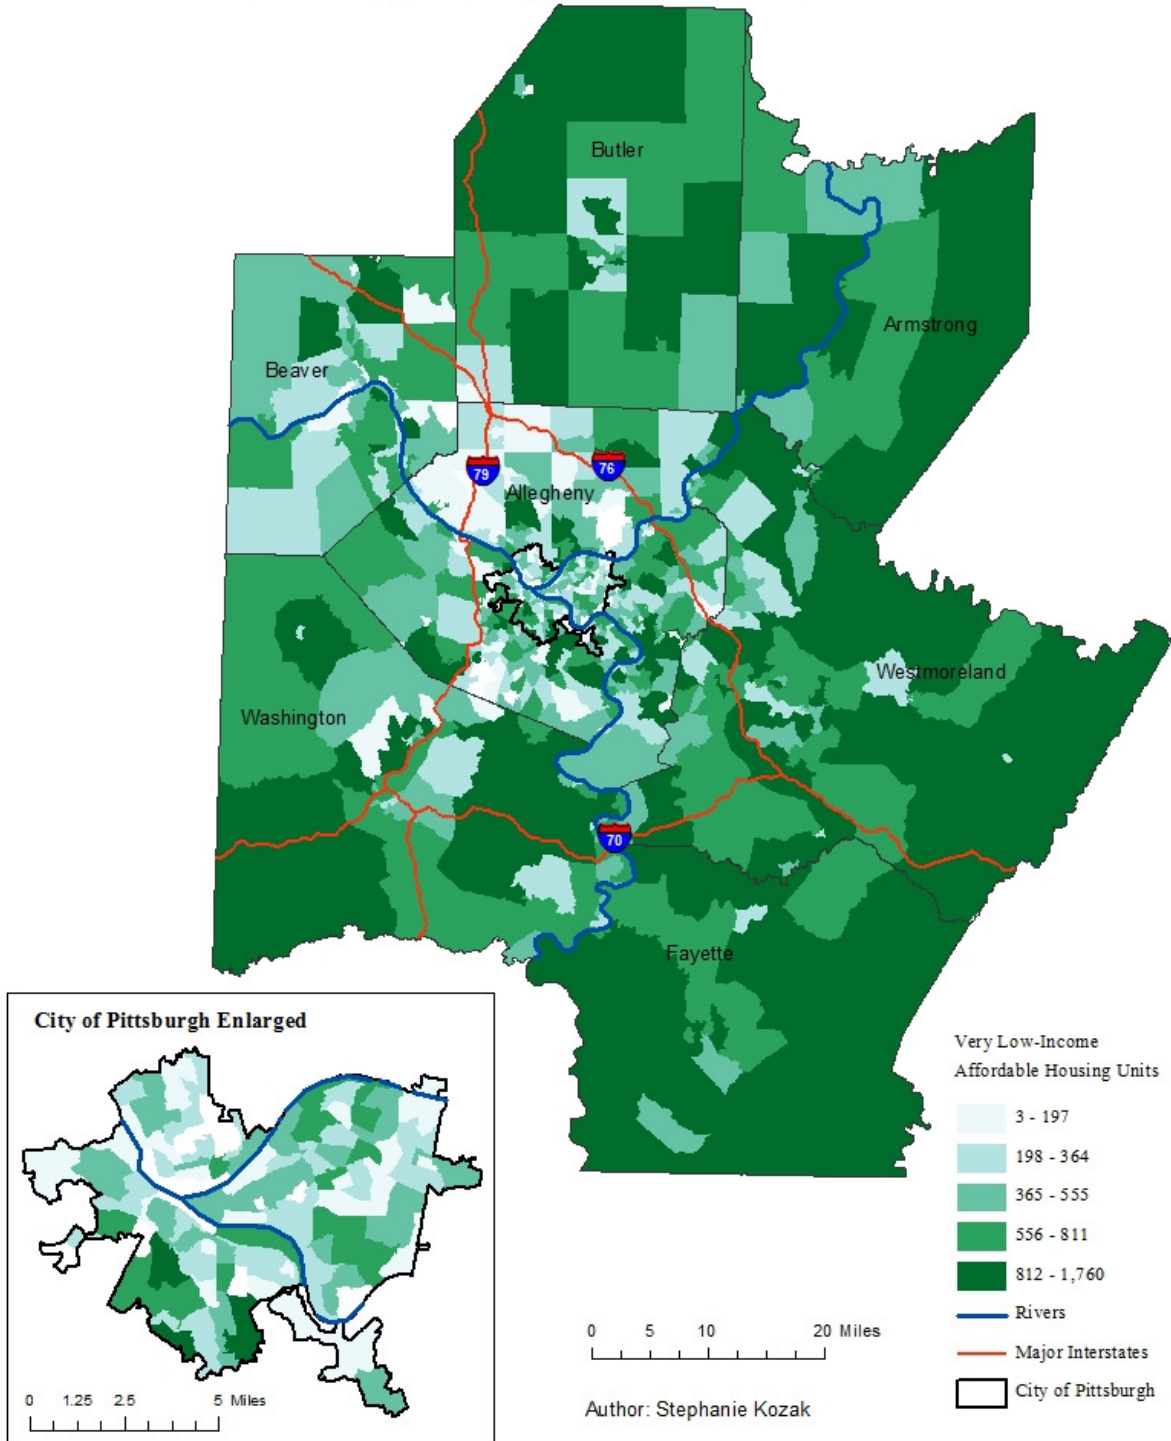 Butler
Armstrong
Beaver
79
76
Allegheny
Westmoreland
Washington
70
Fayette
City of Pittsburgh Enlarged
0 1.25 2.5 5 Miles
Very Low-Income
Affordable Housing Units
3 - 197
198 - 364
365 - 555
556 - 811
812 - 1,760
Rivers
Major Interstates
City of Pittsburgh
0 5 10 20 Miles
Author: Stephanie Kozak